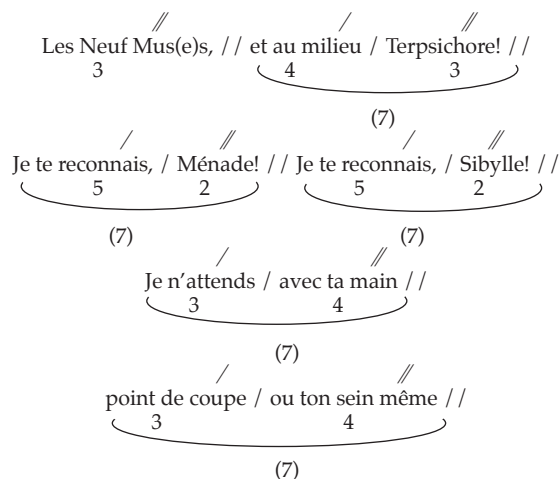 / / / / /
Les Neuf Mus(e)s, // et au milieu / Terpsichore! //
3 4 3
(7)
/ // / //
Je te reconnais, / Ménade! // Je te reconnais, / Sibylle! //
5 2 5 2
(7) (7)
/ //
Je n’attends / avec ta main //
3 4
(7)
/ //
point de coupe / ou ton sein même //
3 4
(7)